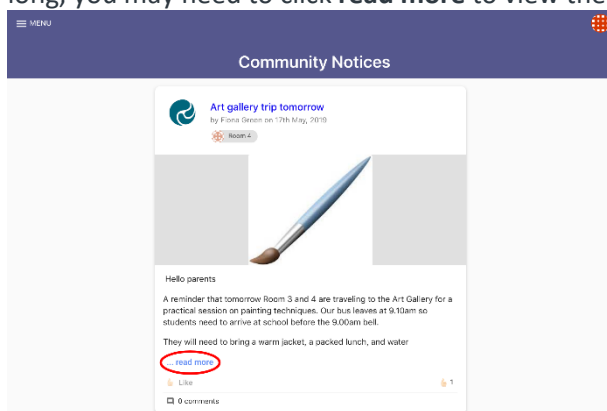 long, you may need to click read more to view the
MENU
Community Notices
Art gallery trip tomorrow
by Fiona Green on 17th May, 2019
Room 4
Hello parents
A reminder that tomorrow Room 3 and 4 are traveling to the Art Gallery for a
practical session on painting techniques. Our bus leaves at 9.10am so
students need to arrive at school before the 9.00am bell.
They will need to bring a warm jacket, a packed lunch, and water
... read more
Like
1
0 comments